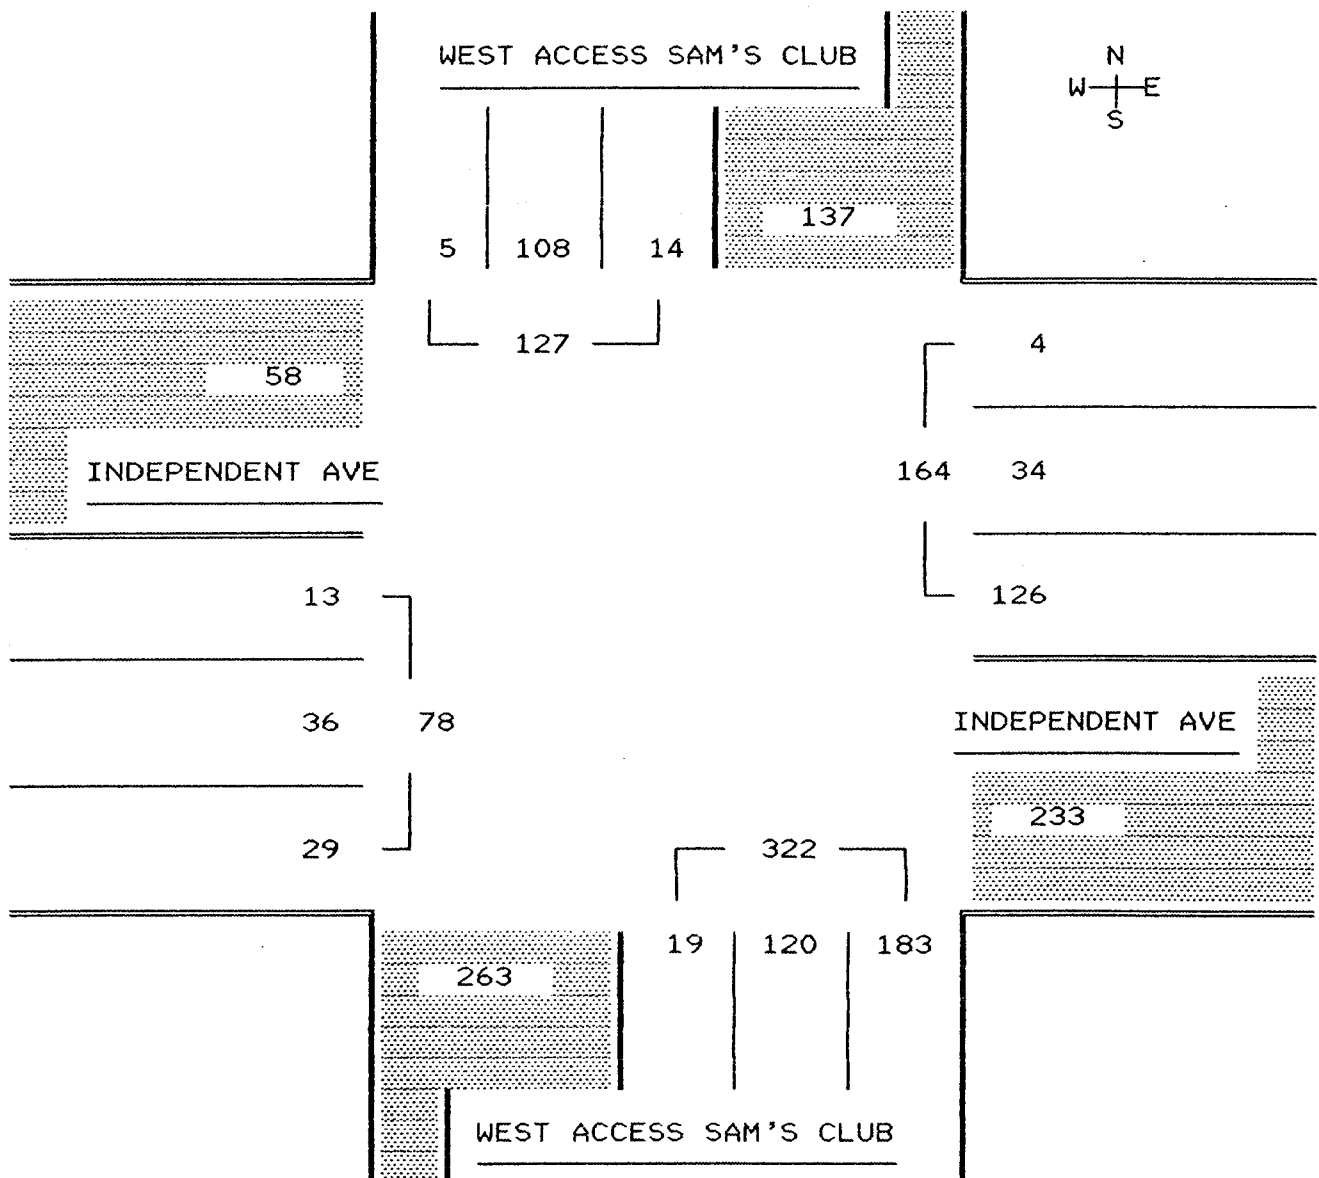 WEST ACCESS SAM'S CLUB
N
W E
S
137
5 108 14
127
4
58
164 34
INDEPENDENT AVE
13
126
36 78
INDEPENDENT AVE
233
29
322
19 120 183
263
WEST ACCESS SAM'S CLUB